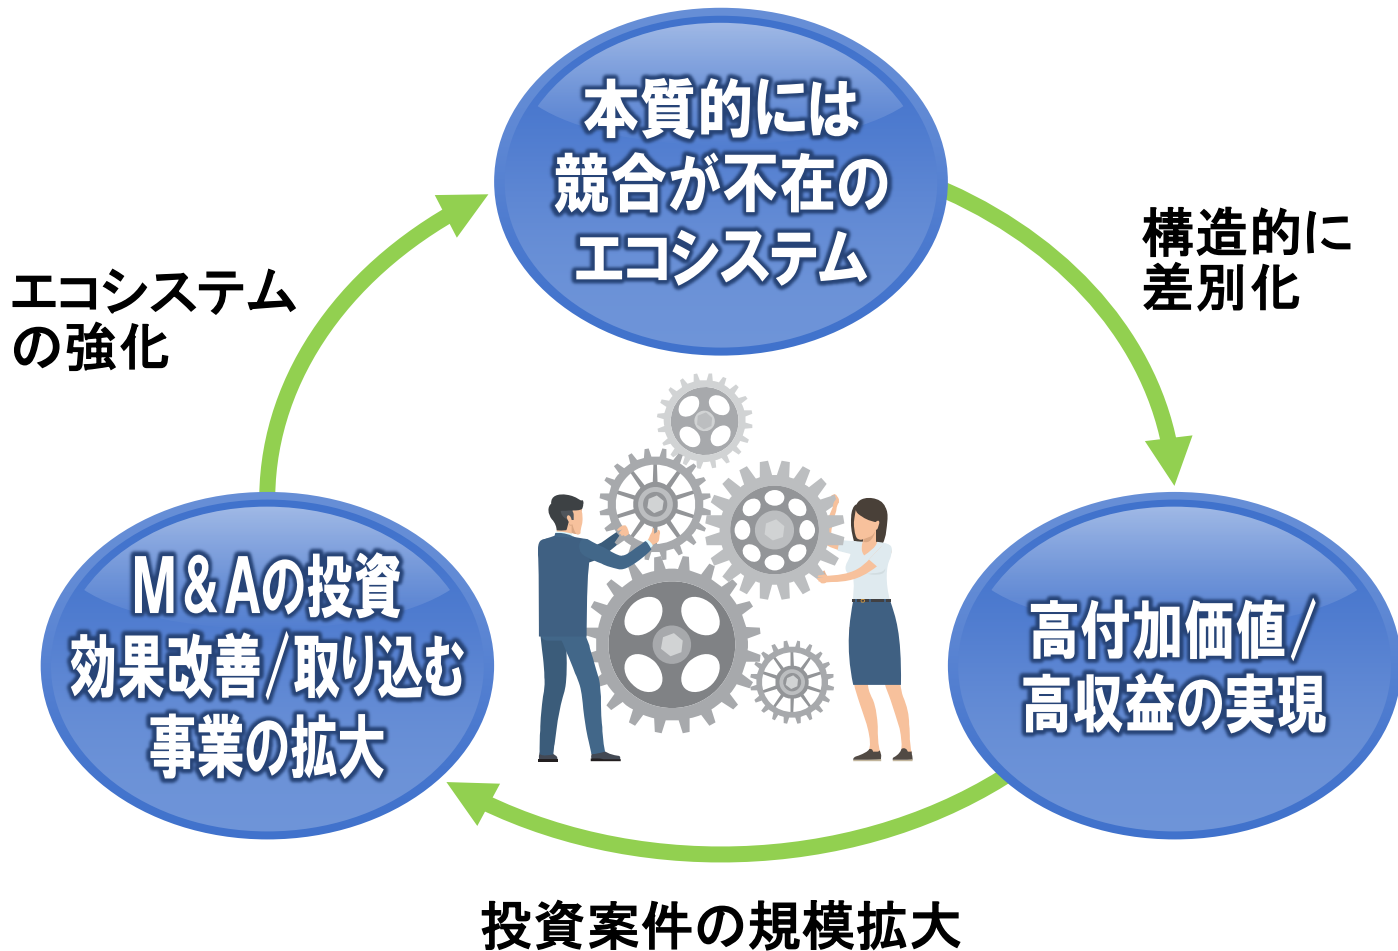 本質的には
競合が不在の
エコシステム
構造的に
差別化
高付加価値/
高収益の実現
投資案件の規模拡大
M&Aの投資
効果改善/取り込む
事業の拡大
エコシステム
の強化